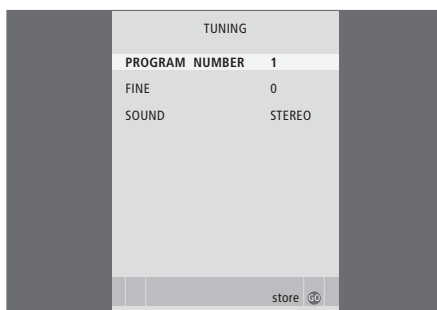 TUNING
PROGRAM NUMBER 1
FINE 0
SOUND STEREO
store GO